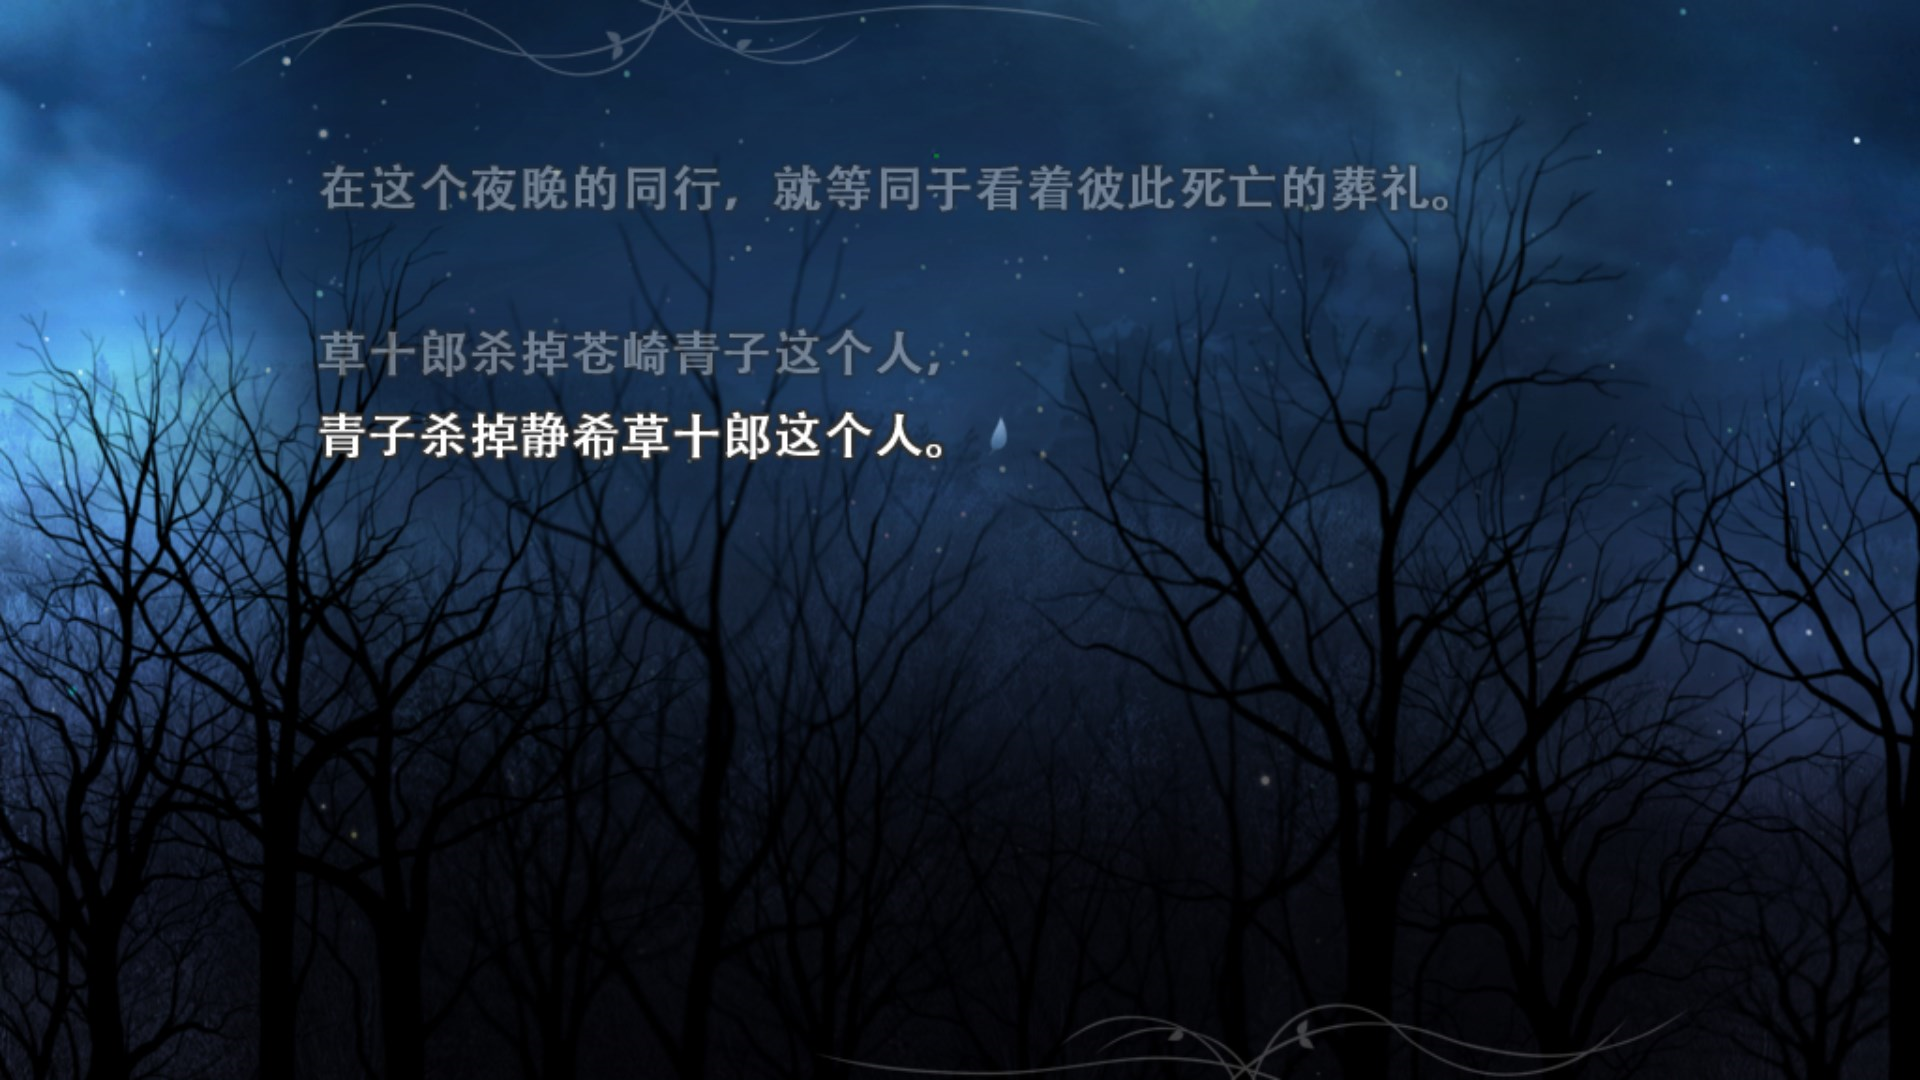 在这个夜晚的同行，就等同于看着彼此死亡的葬礼。
草十郎杀掉苍崎青子这个人，
青子杀掉静希草十郎这个人。